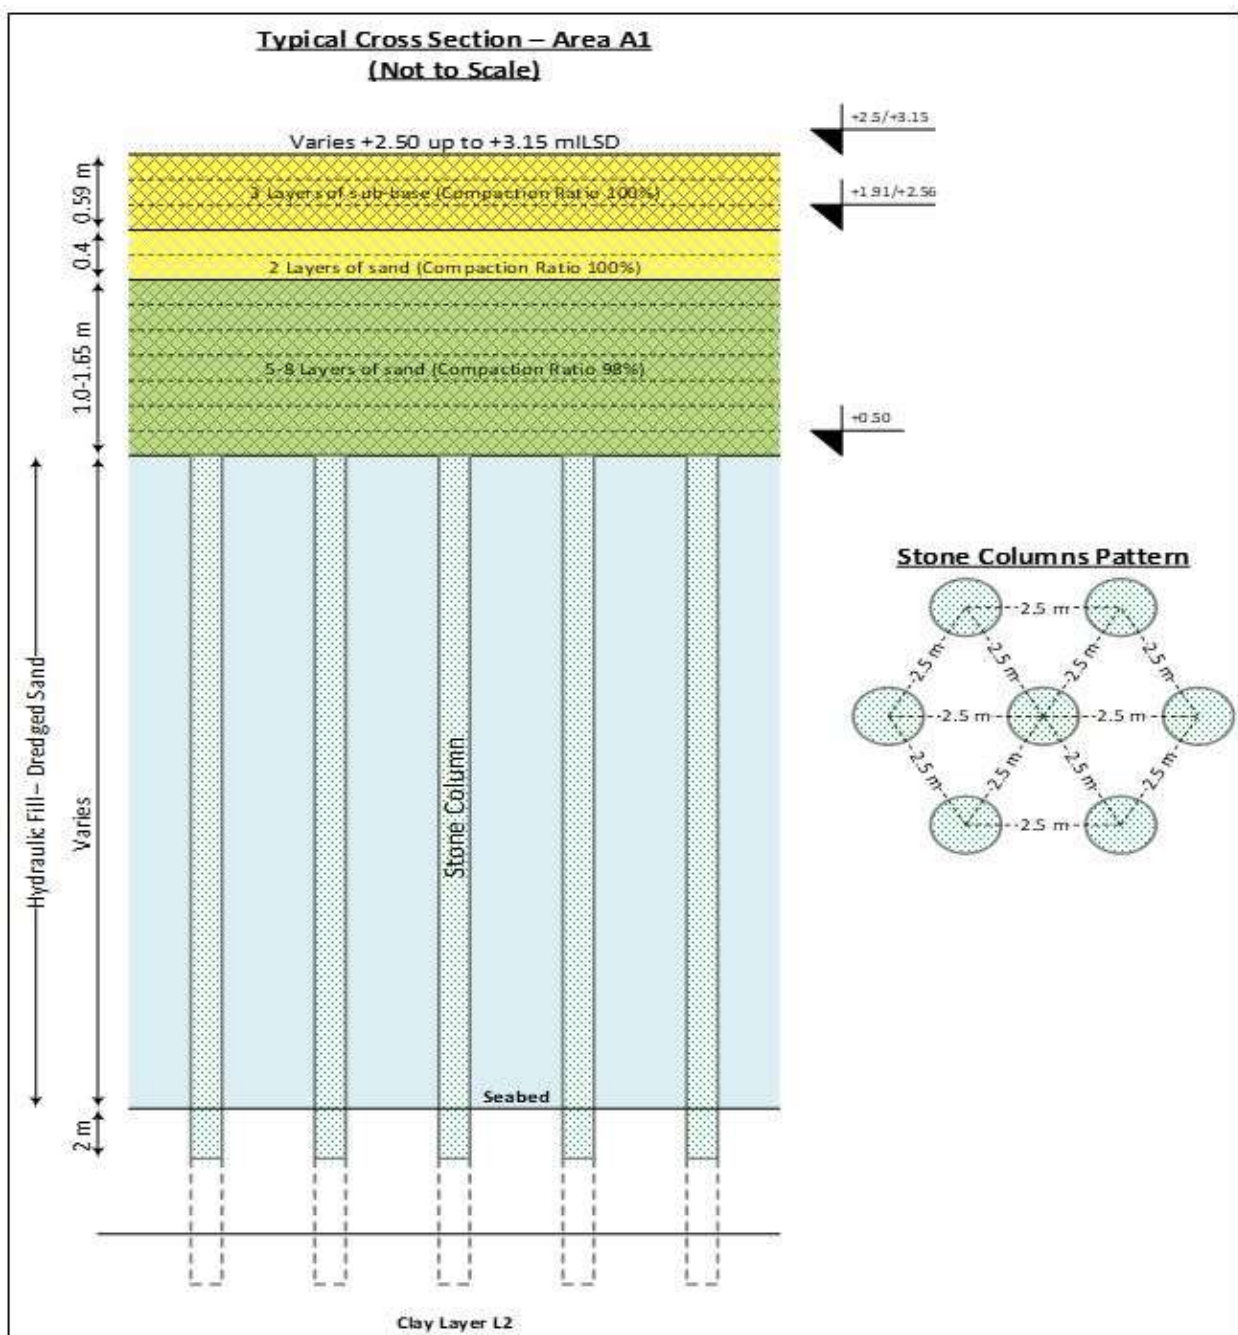 Typical Cross Section – Area A1
(Not to Scale)
Varies +2.50 up to +3.15 mILSD
+2.5/+3.15
0.59 m
3 Layers of sub-base (Compaction Ratio 100%)
+1.91/+2.56
0.4
2 Layers of sand (Compaction Ratio 100%)
1.0-1.65 m
5-8 Layers of sand (Compaction Ratio 98%)
+0.50
Hydraulic Fill – Dredged Sand
Varies
Stone Column
Seabed
2 m
Clay Layer L2
Stone Columns Pattern
2.5 m
2.5 m
2.5 m
2.5 m
2.5 m
2.5 m
2.5 m
2.5 m
2.5 m
2.5 m
2.5 m
2.5 m